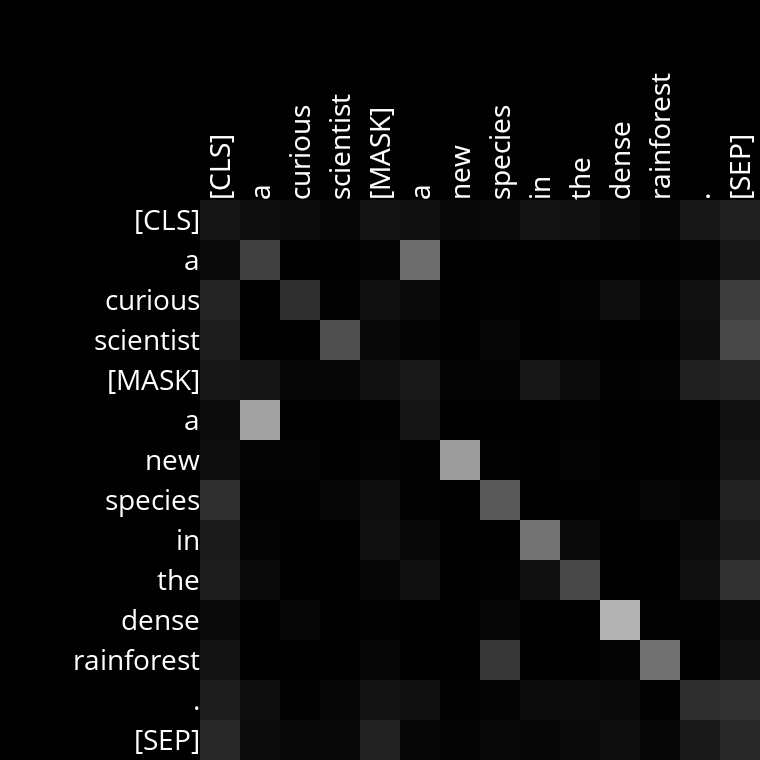 [CLS] a curious scientist [MASK] a new species in the dense rainforest . [SEP]
[CLS]
a
curious
scientist
[MASK]
a
new
species
in
the
dense
rainforest
.
[SEP]